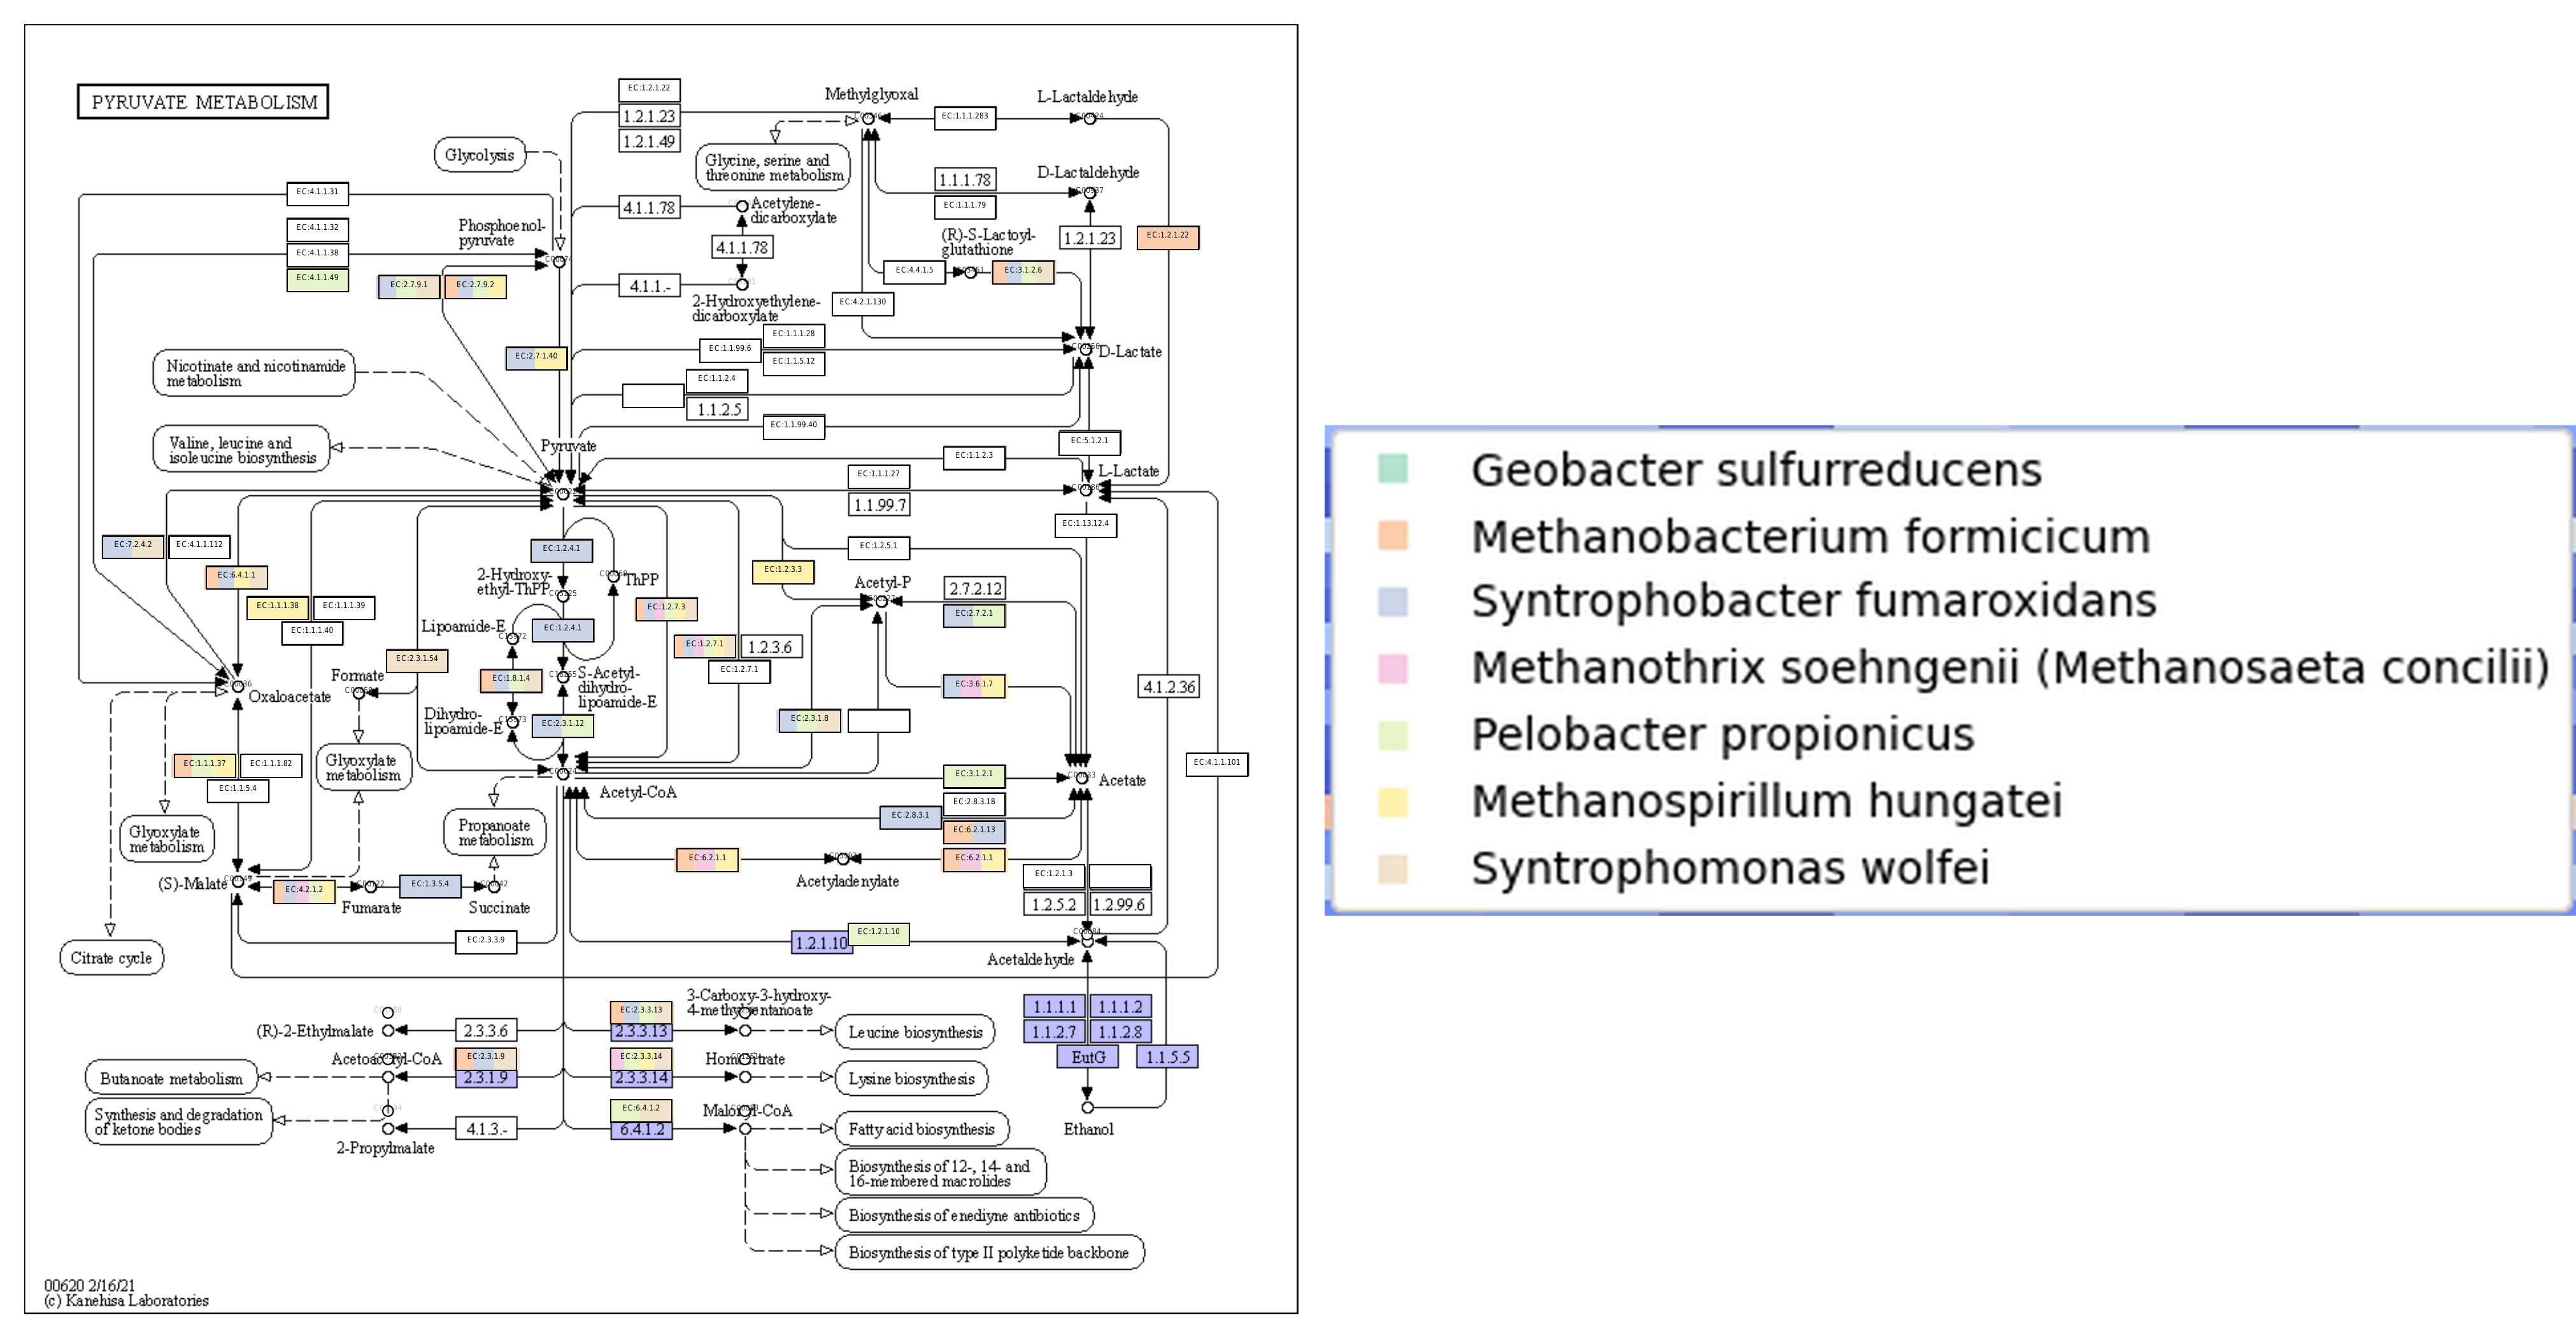 PYRUVATE METABOLISM
EC:1.2.1.22
1.2.1.23
1.2.1.49
Methylglyoxal
EC:1.1.1.283
L-Lactaldehyde
Glycolysis
Glycine, serine and
threonine metabolism
D-Lactaldehyde
1.1.1.78
EC:1.1.1.79
EC:4.1.1.31
4.1.1.78
Acetylene-
dicarboxylate
Phosphoenol-
pyruvate
EC:4.1.1.32
EC:4.1.1.38
EC:4.1.1.49
4.1.1.78
(R)-S-Lactoyl-
glutathione
1.2.1.23
EC:1.2.1.22
EC:2.7.9.1
EC:2.7.9.2
4.1.1.-
EC:4.4.1.5
EC:3.1.2.6
2-Hydroxyethylene-
dicarboxylate
EC:4.2.1.130
EC:1.1.1.28
EC:2.7.1.40
EC:1.1.99.6
EC:1.1.5.12
D-Lactate
Nicotinate and nicotinamide
metabolism
EC:1.1.2.4
1.1.2.5
EC:1.1.99.40
Valine, leucine and
isoleucine biosynthesis
Pyruvate
EC:5.1.2.1
EC:1.1.2.3
L-Lactate
EC:1.1.1.27
1.1.99.7
EC:1.13.12.4
EC:7.2.4.2
EC:4.1.1.112
EC:1.2.4.1
EC:1.2.5.1
EC:6.4.1.1
2-Hydroxy-
ethyl-ThPP
ThPP
EC:1.2.3.3
Acetyl-P
2.7.2.12
EC:2.7.2.1
EC:1.1.1.38
EC:1.1.1.39
EC:1.1.1.40
EC:1.2.7.3
Lipoamide-E
EC:1.2.4.1
EC:1.2.7.1
1.2.3.6
EC:1.2.7.1
EC:2.3.1.54
Formate
EC:1.8.1.4
S-Acetyl-
dihydro-
lipoamide-E
EC:3.6.1.7
4.1.2.36
Oxaloacetate
Dihydro-
lipoamide-E
EC:2.3.1.12
EC:2.3.1.8
EC:1.1.1.37
EC:1.1.1.82
EC:1.1.5.4
Glyoxylate
metabolism
EC:4.1.1.101
EC:3.1.2.1
Acetate
Acetyl-CoA
EC:2.8.3.18
EC:2.8.3.1
EC:6.2.1.13
Glyoxylate
metabolism
Propanoate
metabolism
EC:6.2.1.1
EC:6.2.1.1
Acetyladenylate
(S)-Malate
EC:4.2.1.2
EC:1.3.5.4
Fumarate
Succinate
EC:1.2.1.3
1.2.5.2
1.2.99.6
EC:2.3.3.9
1.2.1.10
EC:1.2.1.10
Citrate cycle
Acetaldehyde
(R)-2-Ethylmalate
2.3.3.6
EC:2.3.3.13
2.3.3.13
3-Carboxy-3-hydroxy-
Leucine biosynthesis
1.1.1.1
1.1.1.2
1.1.2.7
1.1.2.8
EutG
1.1.5.5
Butanoate metabolism
EC:2.3.1.9
2.3.1.9
EC:2.3.3.14
2.3.3.14
Lysine biosynthesis
Synthesis and degradation
of ketone bodies
4.1.3.-
2-Propylmalate
EC:6.4.1.2
6.4.1.2
Fatty acid biosynthesis
Ethanol
Biosynthesis of 12-, 14- and
16-membered macrolides
Biosynthesis of enediyne antibiotics
Biosynthesis of type II polyketide backbone
00620 2/16/21
(c) Kanehisa Laboratories
Geobacter sulfurreducens
Methanobacterium formicicum
Syntrophobacter fumaroxidans
Methanothrix soehngenii (Methanosaeta concilii)
Pelobacter propionicus
Methanospirillum hungatei
Syntrophomonas wolfei